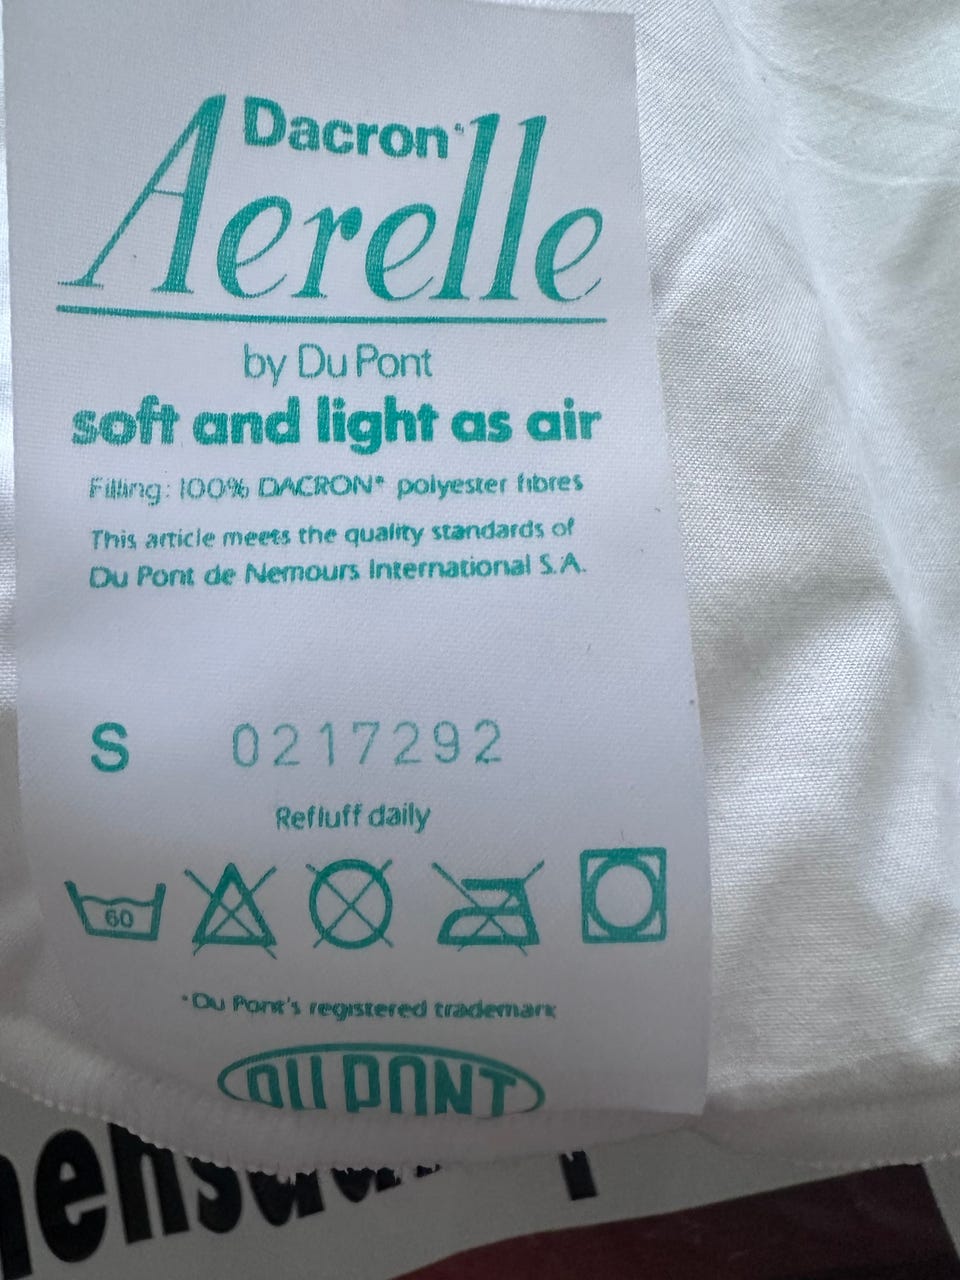 Dacron*
Aerelle
by Du Pont
soft and light as air
Filling: 100% DACRON* polyester fibres
This article meets the quality standards of
Du Pont de Nemours International S.A.
S 0217292
Refluff daily
60
*Du Pont's registered trademark
DU PONT